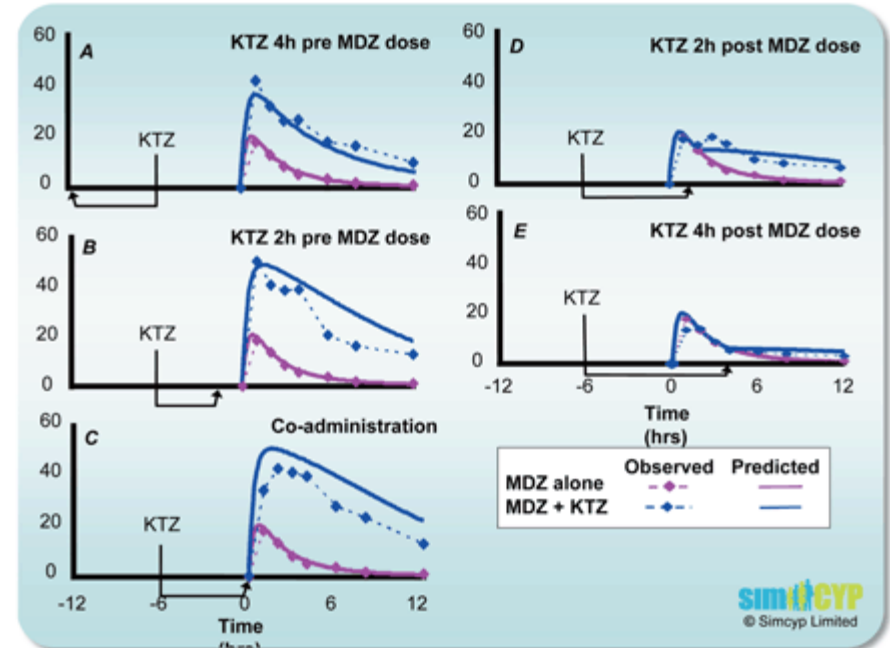 A
KTZ 4h pre MDZ dose
60
40
20
0
KTZ
B
KTZ 2h pre MDZ dose
60
40
20
0
KTZ
C
Co-administration
60
40
20
0
KTZ
-12 -6 0 6 12
Time
(hrs)
D
KTZ 2h post MDZ dose
60
40
20
0
KTZ
E
KTZ 4h post MDZ dose
60
40
20
0
KTZ
-12 -6 0 6 12
Time
(hrs)
Observed Predicted
MDZ alone
MDZ + KTZ
simCYP
© Simcyp Limited